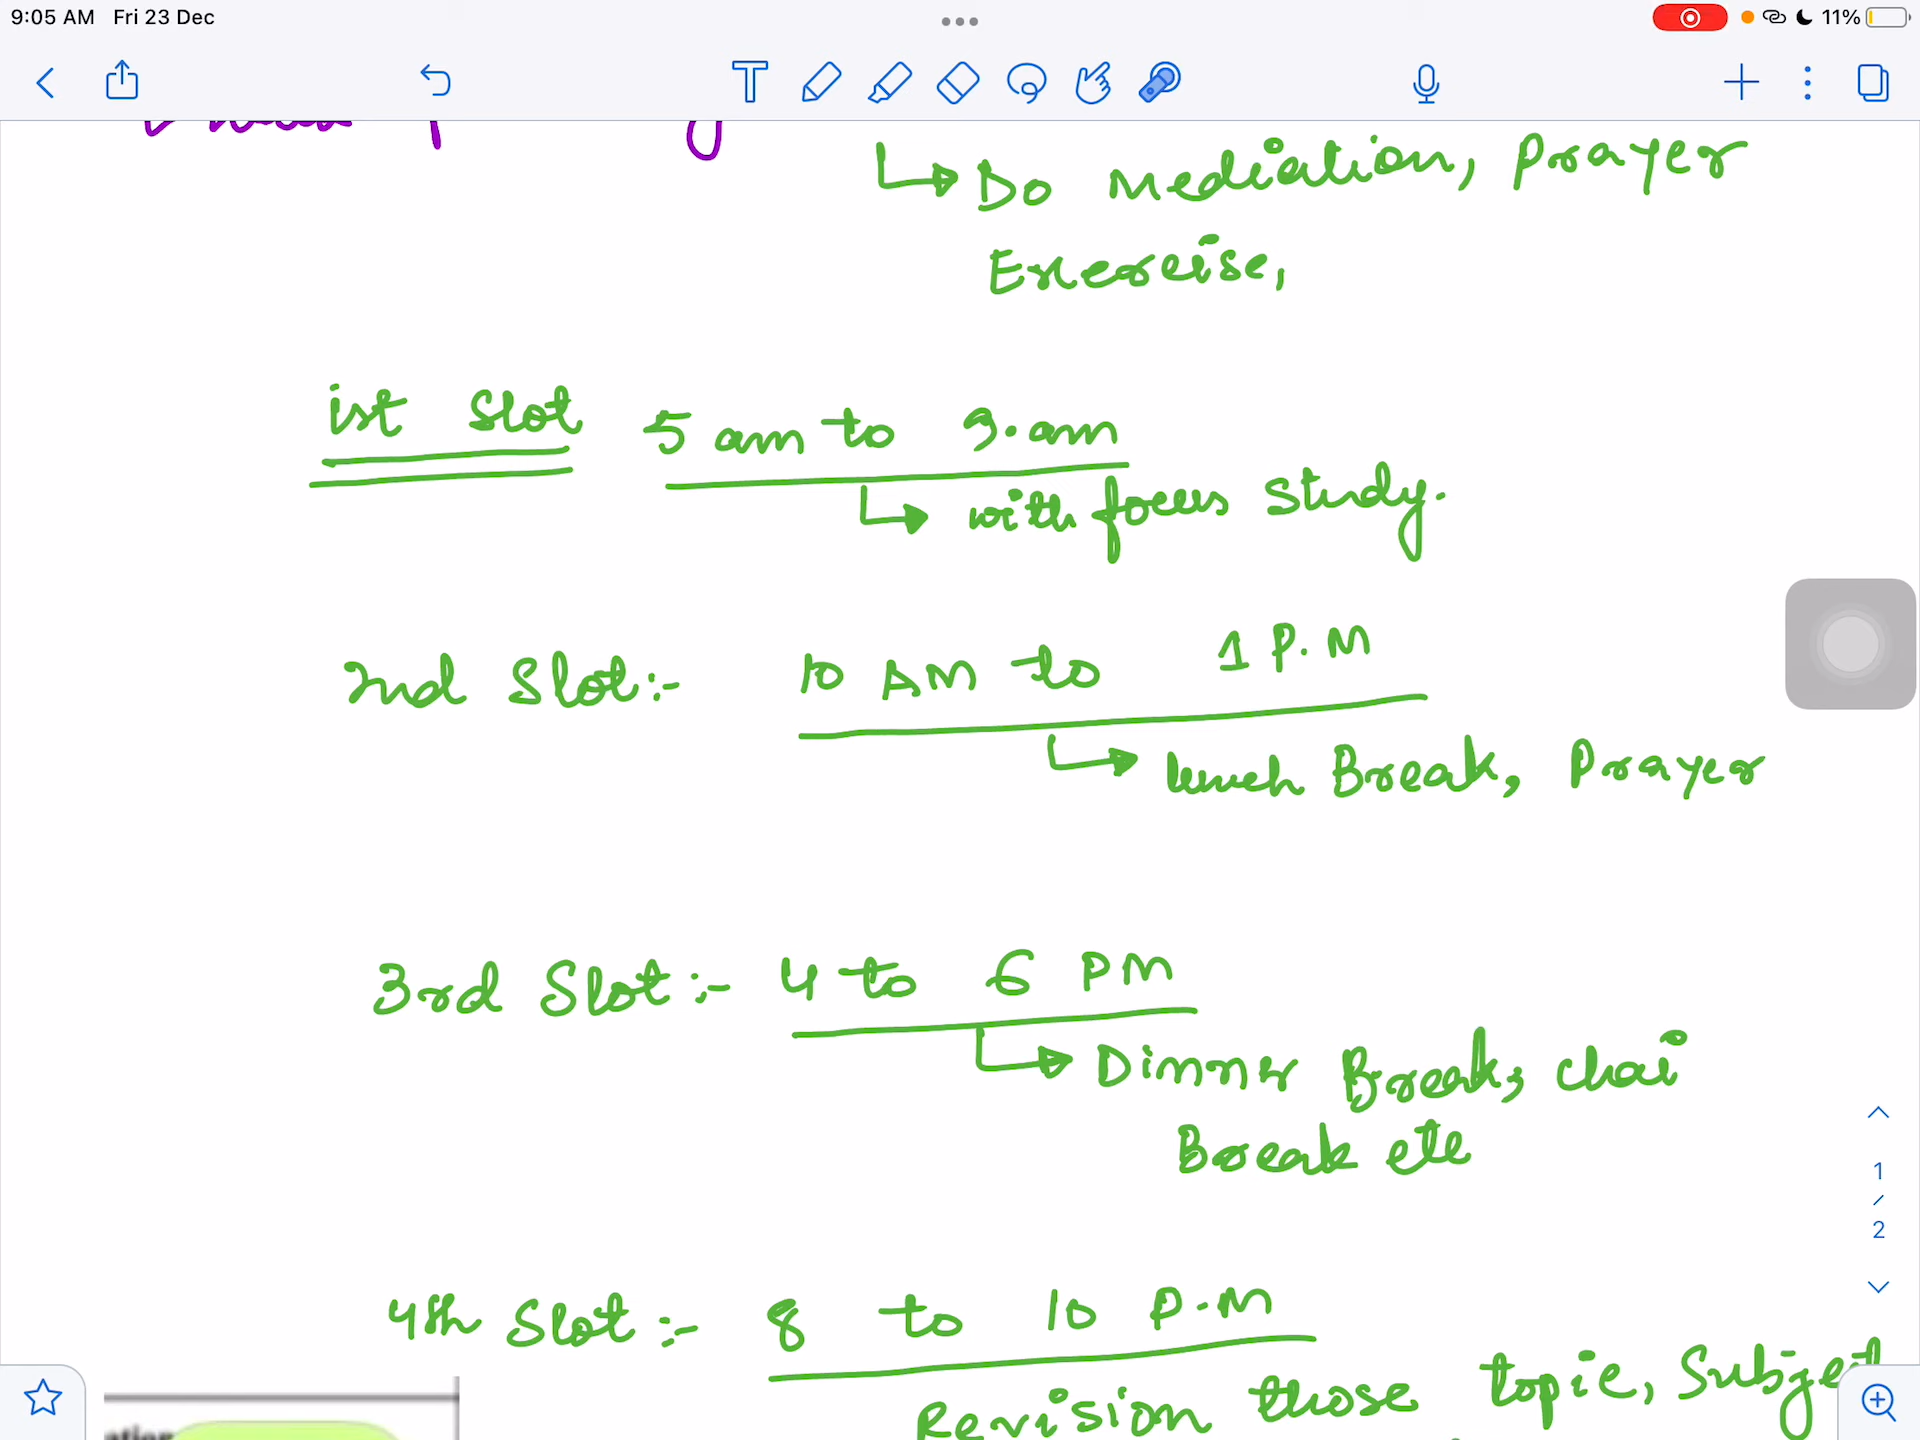 9:05 AM Fri 23 Dec
11%
Do Mediation, Prayer
Exercise,
ist Slot 5 am to 9.am
with focus study.
2nd Slot:- 10 AM to 1 P.M
lunch Break, Prayer
3rd Slot:- 4 to 6 PM
Dinner Break, chai
Break etc
1
/
2
4th Slot:- 8 to 10 P.M
Revision those topic, Subject